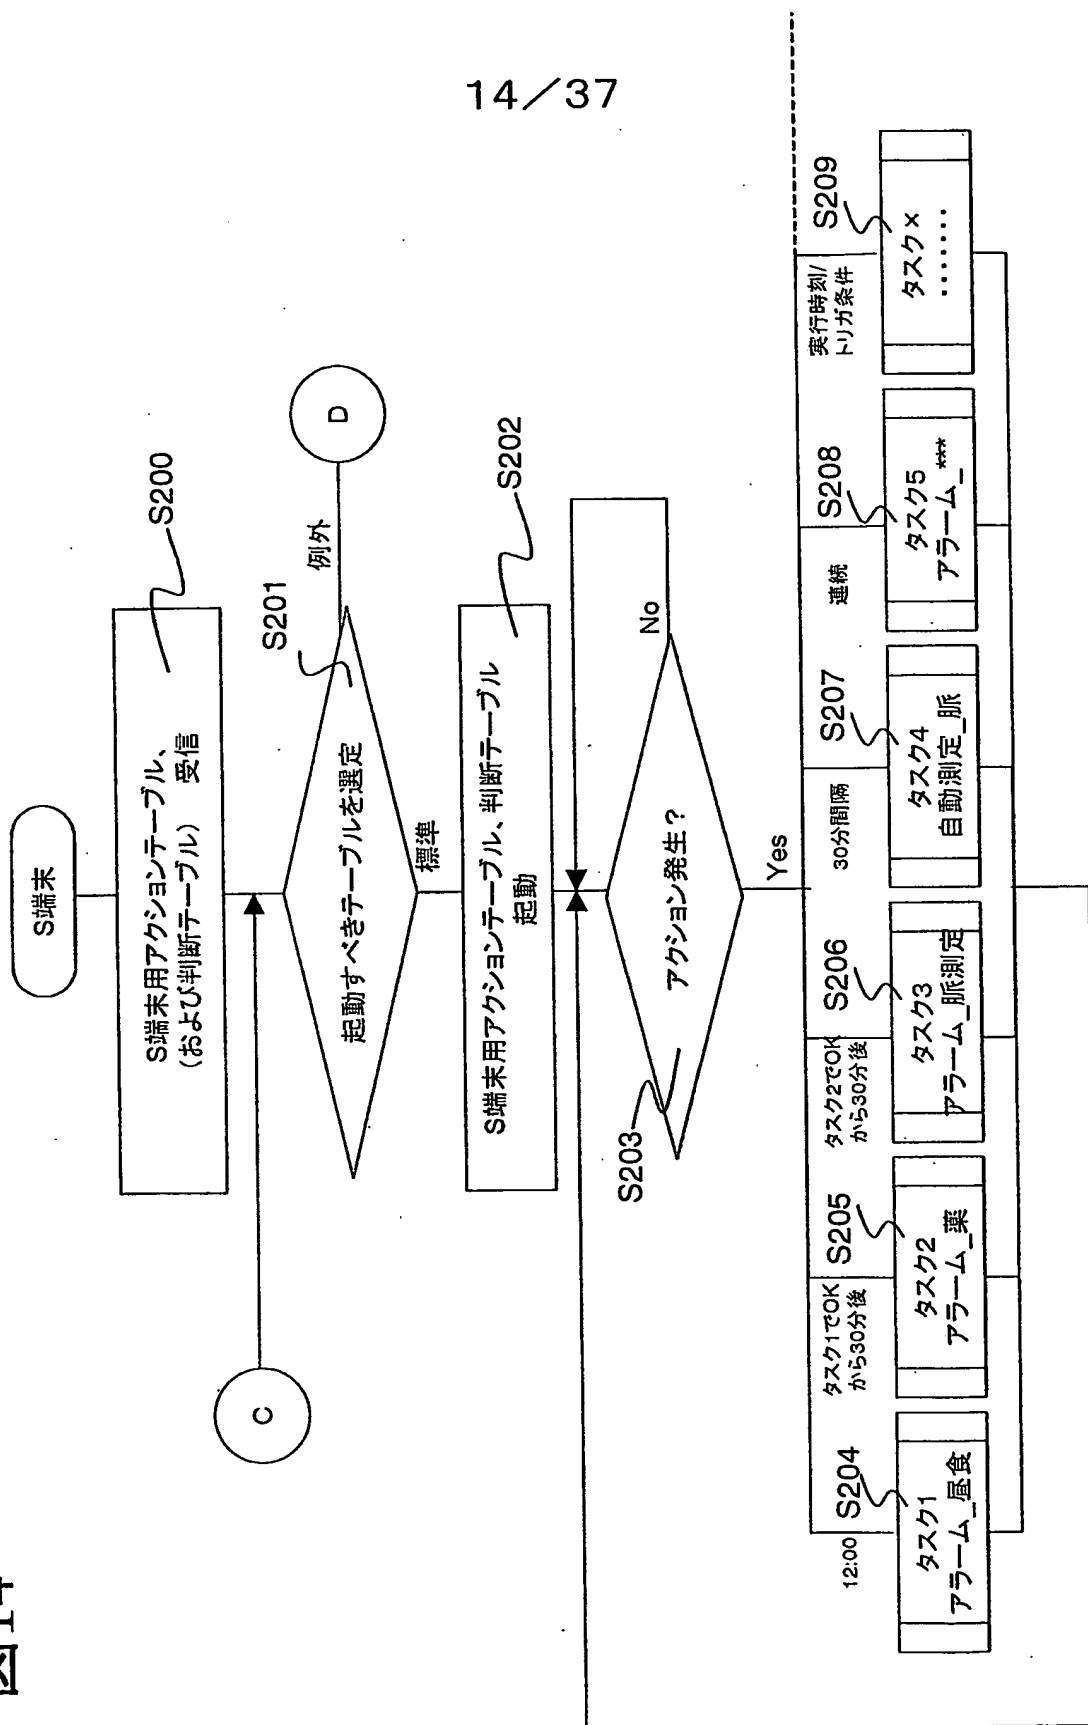 14/37
図14
S端末
S端末用アクションテーブル、
(および判断テーブル) 受信
S200
C
起動すべきテーブルを選定
S201
例外
D
標準
S端末用アクションテーブル、判断テーブル
起動
S202
アクション発生?
S203
No
Yes
12:00
S204
タスク1
アラーム_昼食
タスク1でOK
から30分後
S205
タスク2
アラーム_薬
タスク2でOK
から30分後
S206
タスク3
アラーム_脈測定
30分間隔
S207
タスク4
自動測定_脈
連続
S208
タスク5
アラーム_***
実行時刻/
トリガ条件
S209
タスク×
........